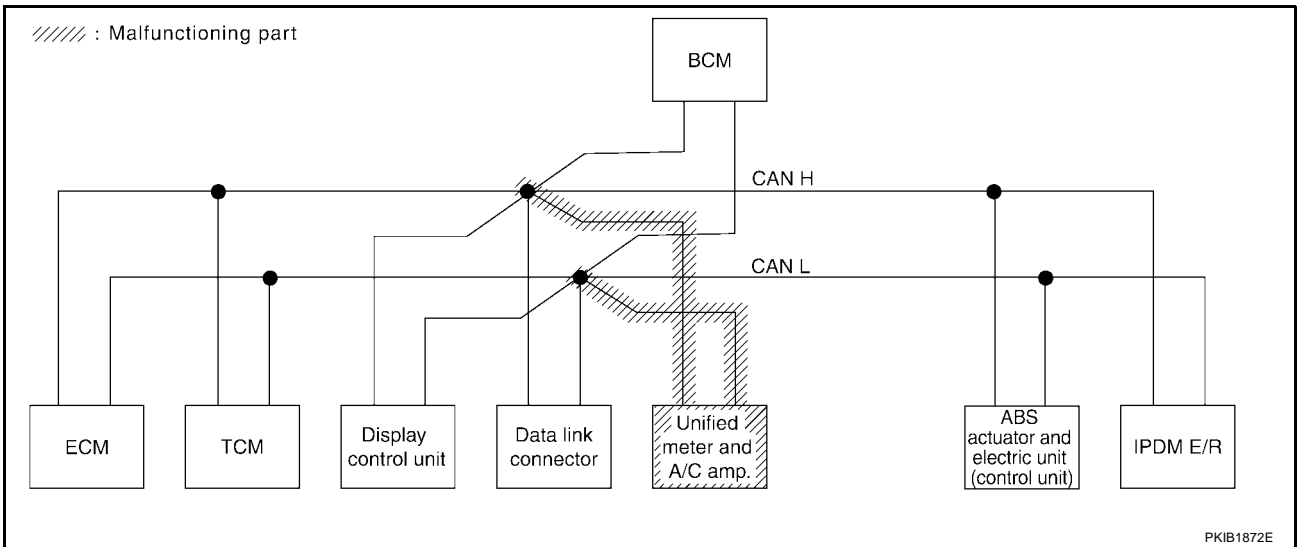 : Malfunctioning part
BCM
CAN H
CAN L
ECM
TCM
Display
control unit
Data link
connector
Unified
meter and
A/C amp.
ABS
actuator and
electric unit
(control unit)
IPDM E/R
PKIB1872E